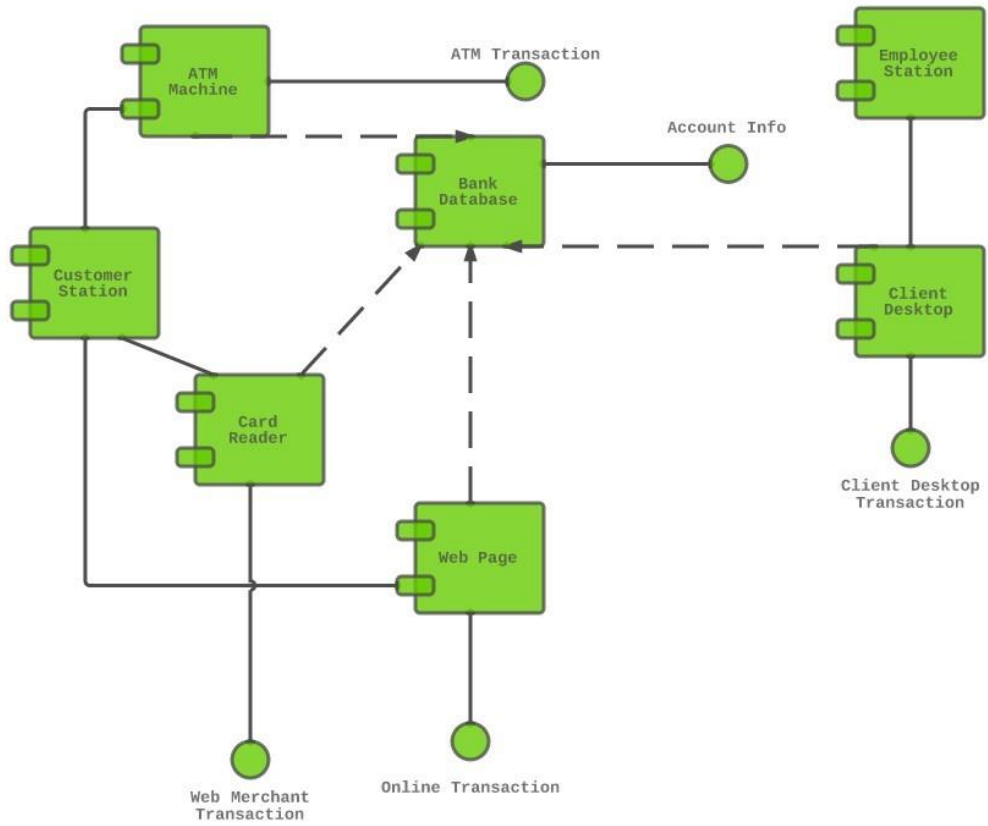 ATM Transaction
Employee
Station
ATM
Machine
Account Info
Bank
Database
Customer
Station
Client
Desktop
Card
Reader
Client Desktop
Transaction
Web Page
Online Transaction
Web Merchant
Transaction